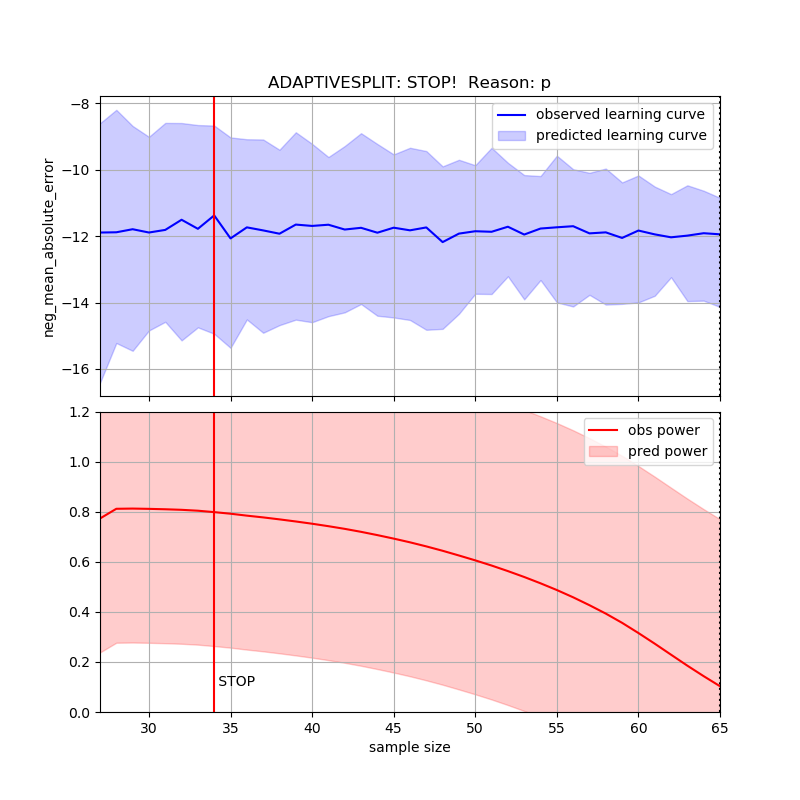 ADAPTIVESPLIT: STOP!  Reason: p
−8
−10
−12
−14
−16
neg_mean_absolute_error
observed learning curve
predicted learning curve
1.2
1.0
0.8
0.6
0.4
0.2
0.0
obs power
pred power
STOP
30 35 40 45 50 55 60 65
sample size